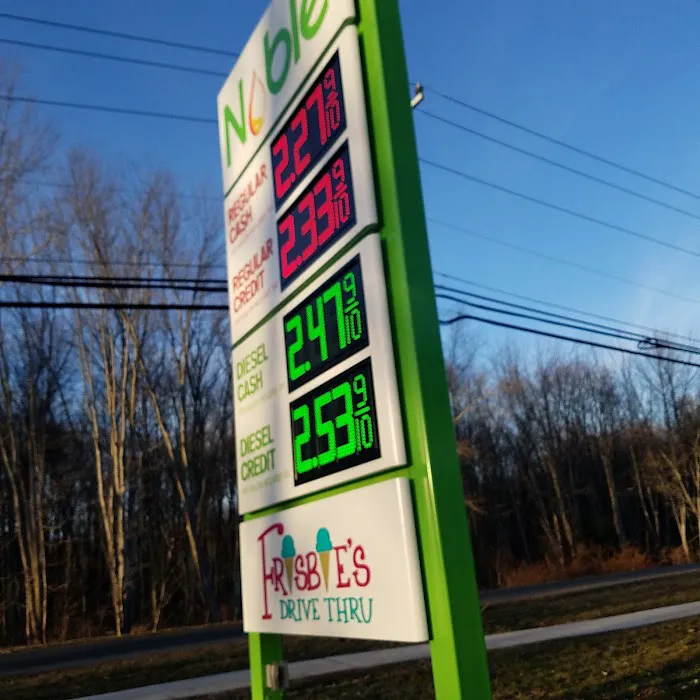 Noble
REGULAR
CASH
2.27 9/10
REGULAR
CREDIT
2.33 9/10
DIESEL
CASH
2.47 9/10
DIESEL
CREDIT
2.53 9/10
FRISBIE'S
DRIVE THRU